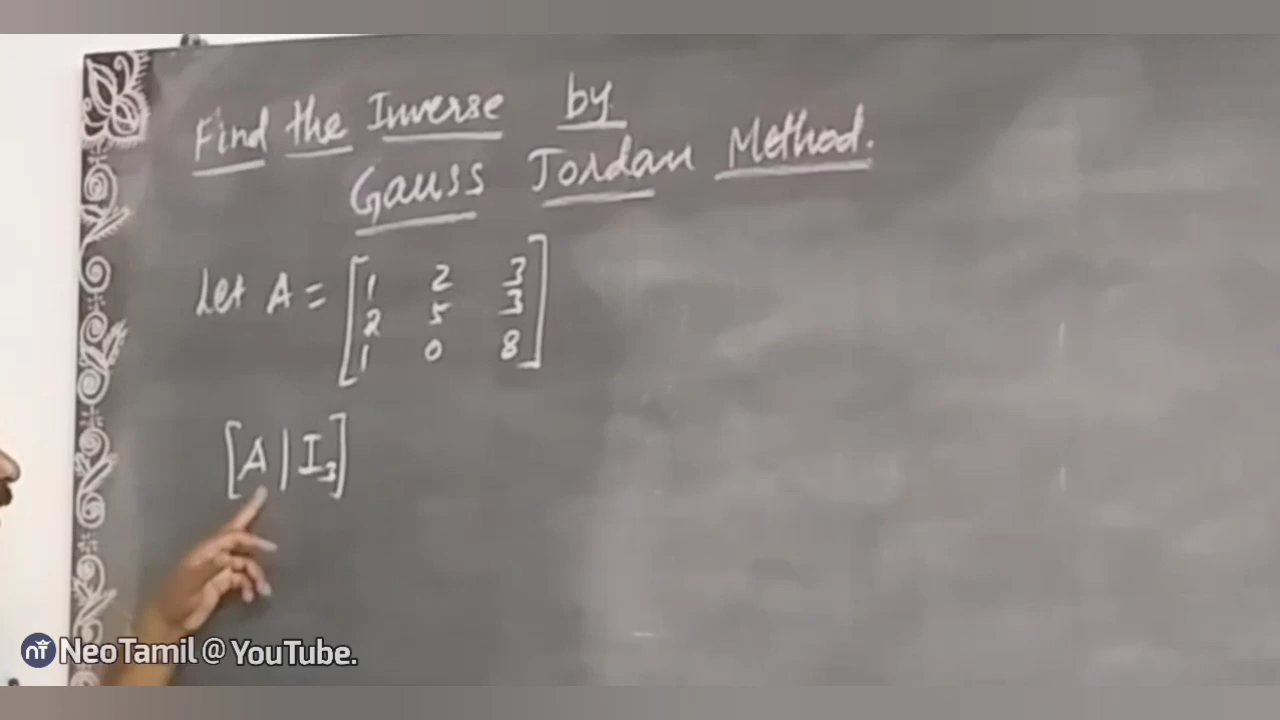 Find the Inverse by
Gauss Jordan Method.
Let A = [1 2 3
2 5 3
1 0 8]
[A | I₃]
NeoTamil @ YouTube.